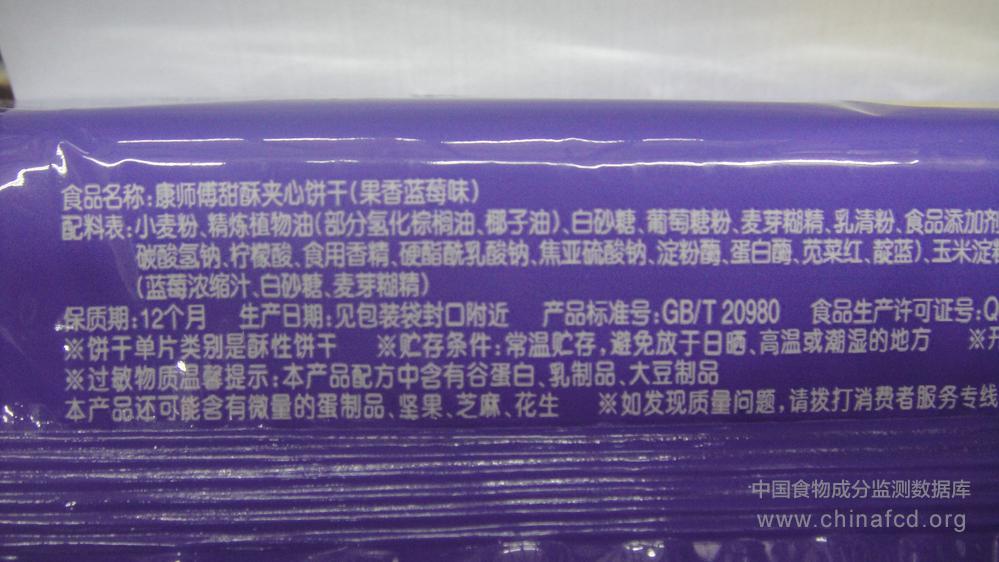 食品名称:康师傅甜酥夹心饼干(果香蓝莓味)
配料表:小麦粉、精炼植物油(部分氢化棕榈油、椰子油)、白砂糖、葡萄糖粉、麦芽糊精、乳清粉、食品添加剂
碳酸氢钠、柠檬酸、食用香精、硬酯酰乳酸钠、焦亚硫酸钠、淀粉酶、蛋白酶、苋菜红、靛蓝)、玉米淀
(蓝莓浓缩汁、白砂糖、麦芽糊精)
保质期:12个月 生产日期:见包装袋封口附近 产品标准号:GB/T 20980 食品生产许可证号:Q
※饼干单片类别是酥性饼干 ※贮存条件:常温贮存,避免放于日晒、高温或潮湿的地方 ※
※过敏物质温馨提示:本产品配方中含有谷蛋白、乳制品、大豆制品
本产品还可能含有微量的蛋制品、坚果、芝麻、花生 ※如发现质量问题,请拨打消费者服务专线
中国食物成分监测数据库
www.chinafcd.org